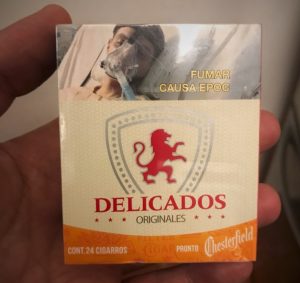 FUMAR
CAUSA EPOC
DELICADOS
ORIGINALES
CONT. 24 CIGARROS
PRONTO
Chesterfield